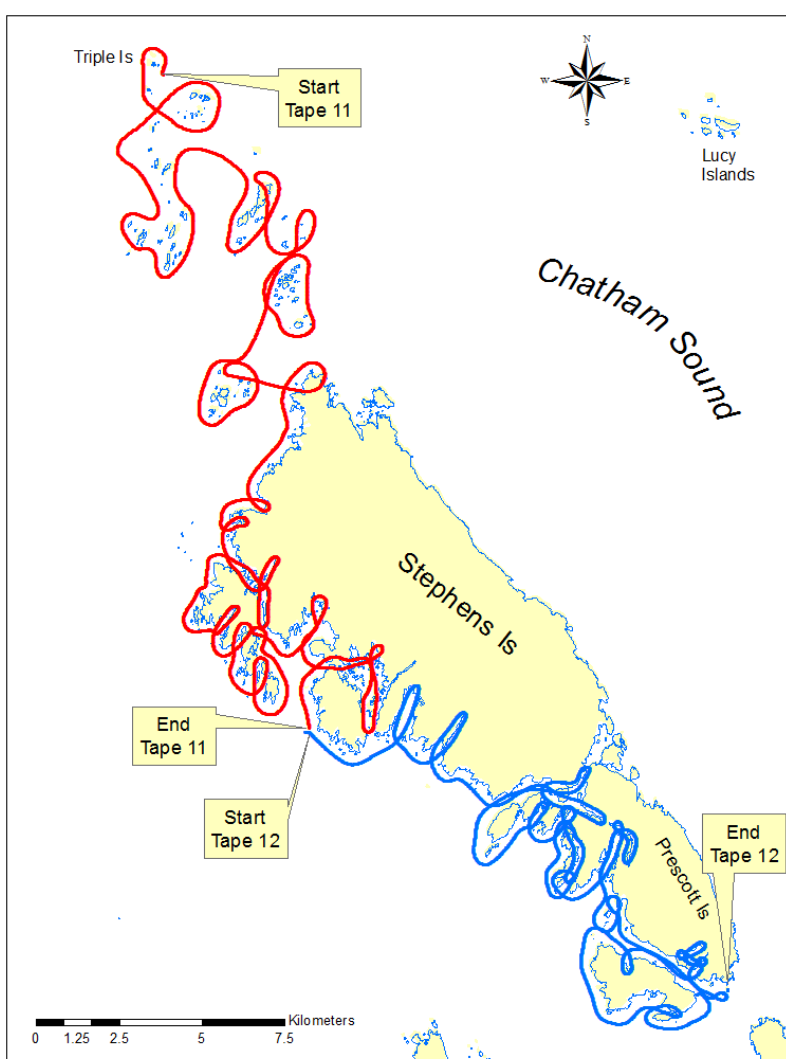 Triple Is
Start
Tape 11
N
W
E
S
Lucy
Islands
Chatham Sound
Stephens Is
End
Tape 11
Start
Tape 12
End
Tape 12
Prescott Is
Kilometers
0 1.25 2.5 5 7.5